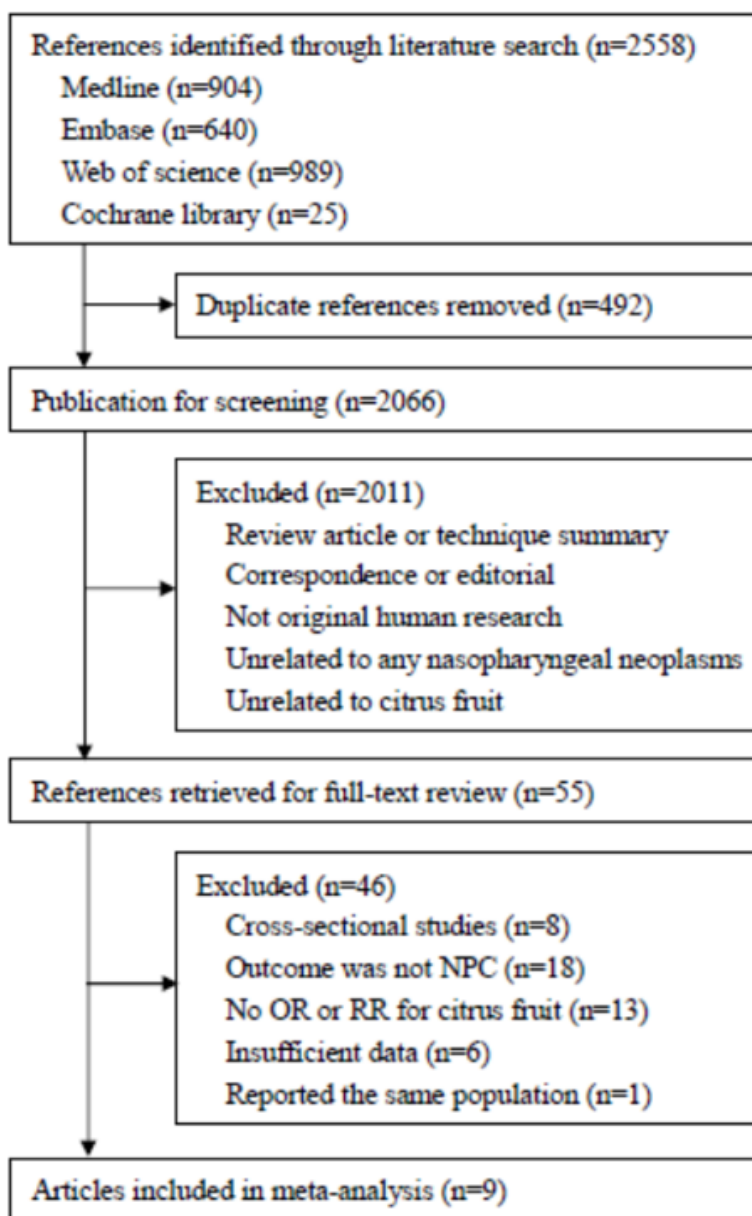 References identified through literature search (n=2558)
Medline (n=904)
Embase (n=640)
Web of science (n=989)
Cochrane library (n=25)
Duplicate references removed (n=492)
Publication for screening (n=2066)
Excluded (n=2011)
Review article or technique summary
Correspondence or editorial
Not original human research
Unrelated to any nasopharyngeal neoplasms
Unrelated to citrus fruit
References retrieved for full-text review (n=55)
Excluded (n=46)
Cross-sectional studies (n=8)
Outcome was not NPC (n=18)
No OR or RR for citrus fruit (n=13)
Insufficient data (n=6)
Reported the same population (n=1)
Articles included in meta-analysis (n=9)